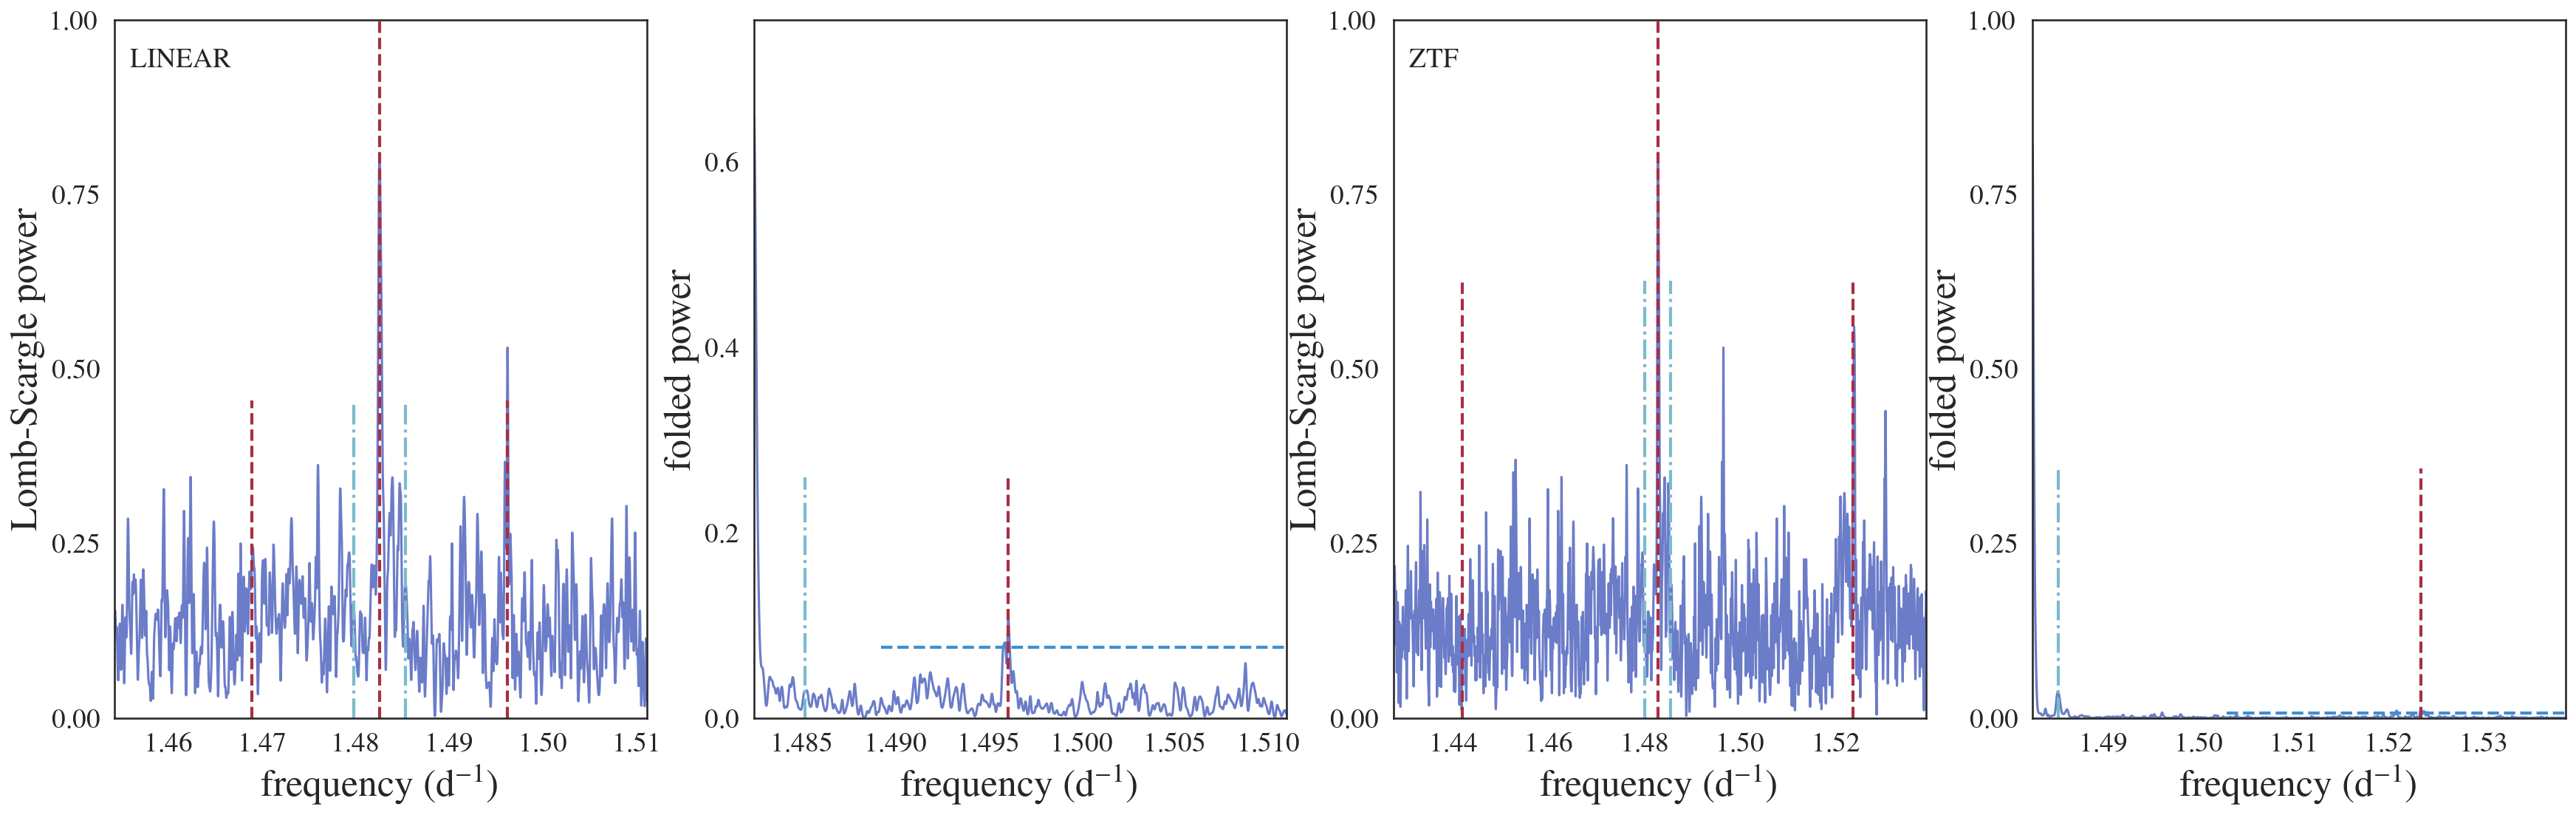 1.00
0.75
0.50
0.25
0.00
Lomb-Scargle power
LINEAR
1.46 1.47 1.48 1.49 1.50 1.51
frequency (d⁻¹)
0.6
0.4
0.2
0.0
folded power
1.485 1.490 1.495 1.500 1.505 1.510
frequency (d⁻¹)
1.00
0.75
0.50
0.25
0.00
Lomb-Scargle power
ZTF
1.44 1.46 1.48 1.50 1.52
frequency (d⁻¹)
1.00
0.75
0.50
0.25
0.00
folded power
1.49 1.50 1.51 1.52 1.53
frequency (d⁻¹)